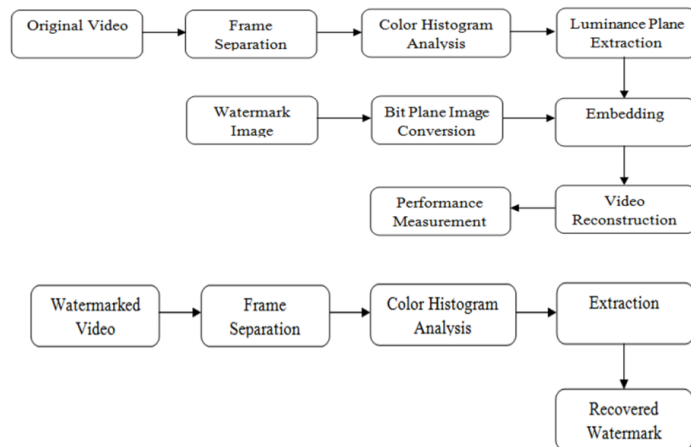 Original Video
Frame
Separation
Color Histogram
Analysis
Luminance Plane
Extraction
Watermark
Image
Bit Plane Image
Conversion
Embedding
Performance
Measurement
Video
Reconstruction
Watermarked
Video
Frame
Separation
Color Histogram
Analysis
Extraction
Recovered
Watermark